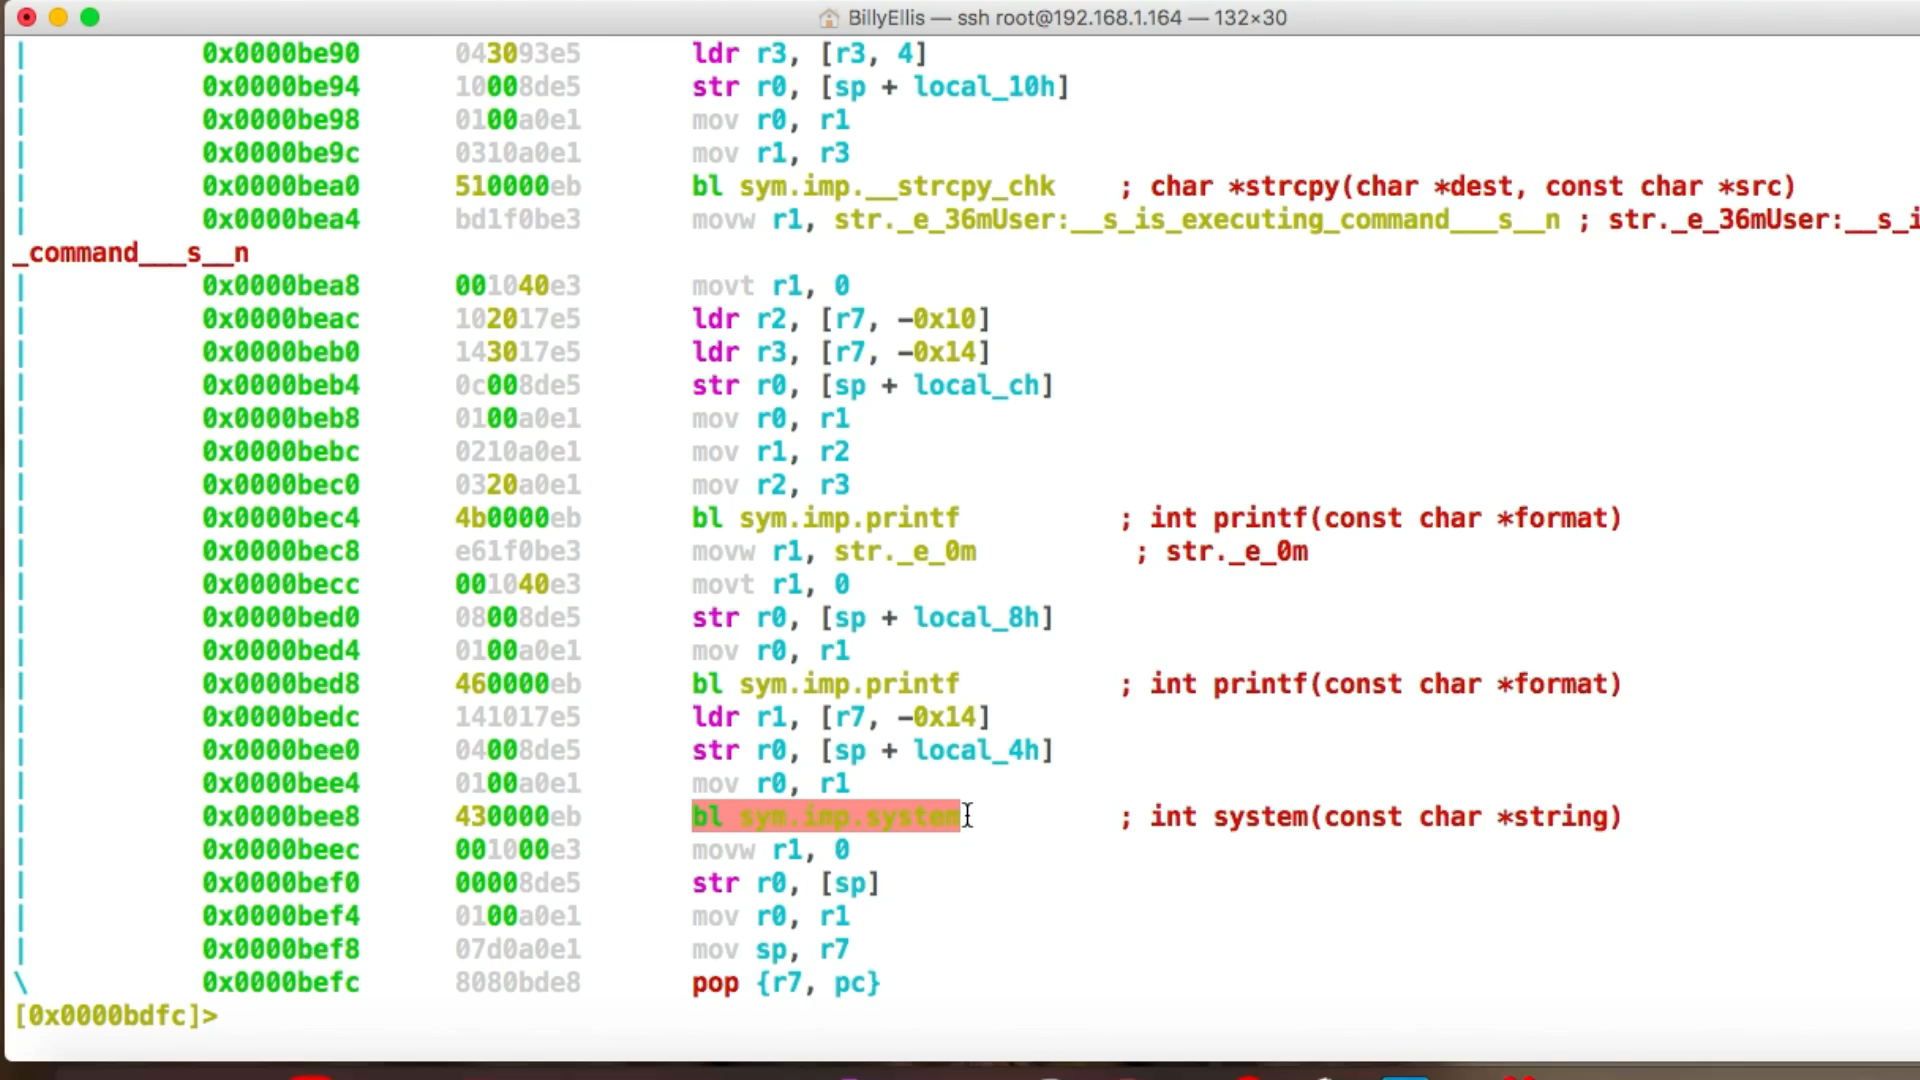 BillyEllis — ssh root@192.168.1.164 — 132×30
| 0x0000be90 043093e5 ldr r3, [r3, 4]
| 0x0000be94 10008de5 str r0, [sp + local_10h]
| 0x0000be98 0100a0e1 mov r0, r1
| 0x0000be9c 0310a0e1 mov r1, r3
| 0x0000bea0 510000eb bl sym.imp.__strcpy_chk ; char *strcpy(char *dest, const char *src)
| 0x0000bea4 bd1f0be3 movw r1, str._e_36mUser:__s_is_executing_command___s__n ; str._e_36mUser:__s_i
_command___s__n
| 0x0000bea8 001040e3 movt r1, 0
| 0x0000beac 102017e5 ldr r2, [r7, -0x10]
| 0x0000beb0 143017e5 ldr r3, [r7, -0x14]
| 0x0000beb4 0c008de5 str r0, [sp + local_ch]
| 0x0000beb8 0100a0e1 mov r0, r1
| 0x0000bebc 0210a0e1 mov r1, r2
| 0x0000bec0 0320a0e1 mov r2, r3
| 0x0000bec4 4b0000eb bl sym.imp.printf ; int printf(const char *format)
| 0x0000bec8 e61f0be3 movw r1, str._e_0m ; str._e_0m
| 0x0000becc 001040e3 movt r1, 0
| 0x0000bed0 08008de5 str r0, [sp + local_8h]
| 0x0000bed4 0100a0e1 mov r0, r1
| 0x0000bed8 460000eb bl sym.imp.printf ; int printf(const char *format)
| 0x0000bedc 141017e5 ldr r1, [r7, -0x14]
| 0x0000bee0 04008de5 str r0, [sp + local_4h]
| 0x0000bee4 0100a0e1 mov r0, r1
| 0x0000bee8 430000eb bl sym.imp.system ; int system(const char *string)
| 0x0000beec 001000e3 movw r1, 0
| 0x0000bef0 00008de5 str r0, [sp]
| 0x0000bef4 0100a0e1 mov r0, r1
| 0x0000bef8 07d0a0e1 mov sp, r7
\ 0x0000befc 8080bde8 pop {r7, pc}
[0x0000bdfc]>